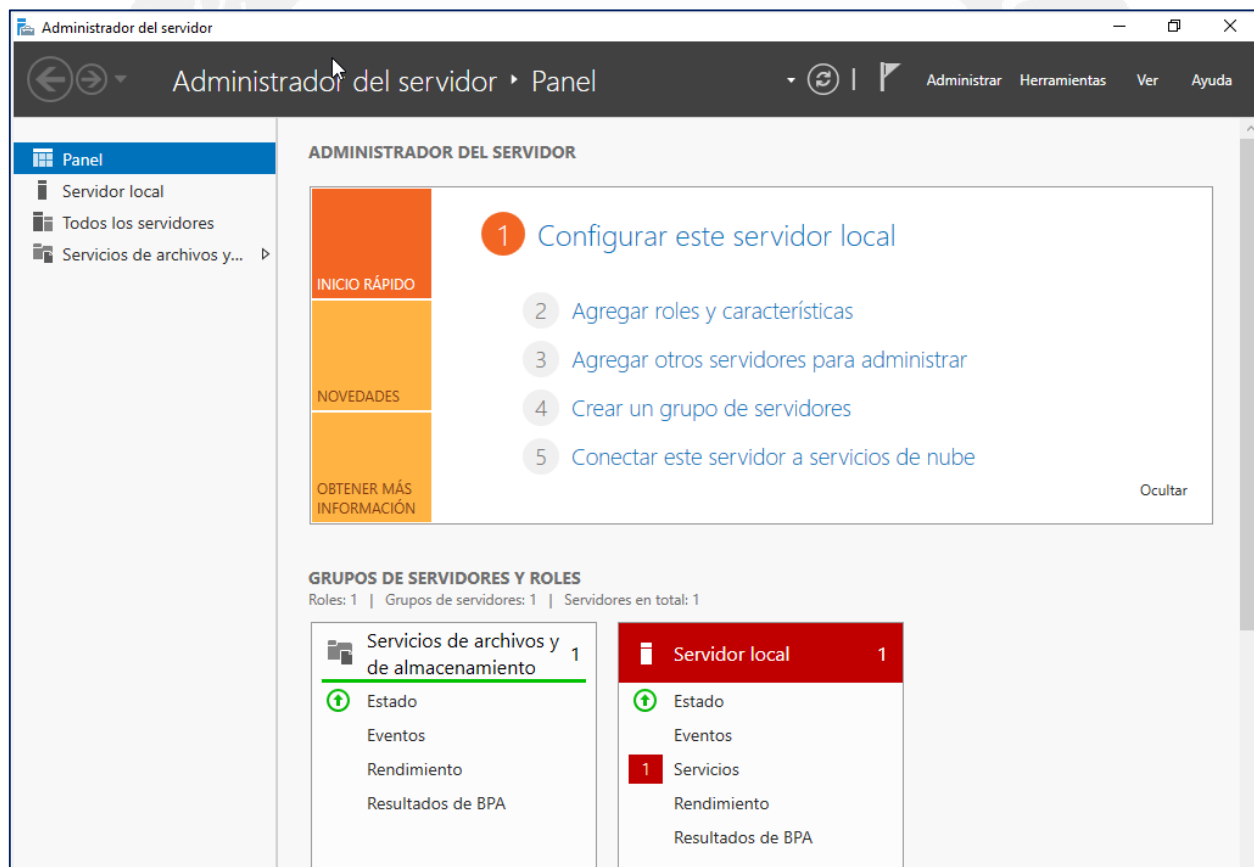 Administrador del servidor
Administrador del servidor ‣ Panel
Administrar Herramientas Ver Ayuda
Panel
Servidor local
Todos los servidores
Servicios de archivos y...
ADMINISTRADOR DEL SERVIDOR
INICIO RÁPIDO
NOVEDADES
OBTENER MÁS
INFORMACIÓN
1 Configurar este servidor local
2 Agregar roles y características
3 Agregar otros servidores para administrar
4 Crear un grupo de servidores
5 Conectar este servidor a servicios de nube
Ocultar
GRUPOS DE SERVIDORES Y ROLES
Roles: 1 | Grupos de servidores: 1 | Servidores en total: 1
Servicios de archivos y
de almacenamiento
1
Estado
Eventos
Rendimiento
Resultados de BPA
Servidor local 1
Estado
Eventos
1 Servicios
Rendimiento
Resultados de BPA